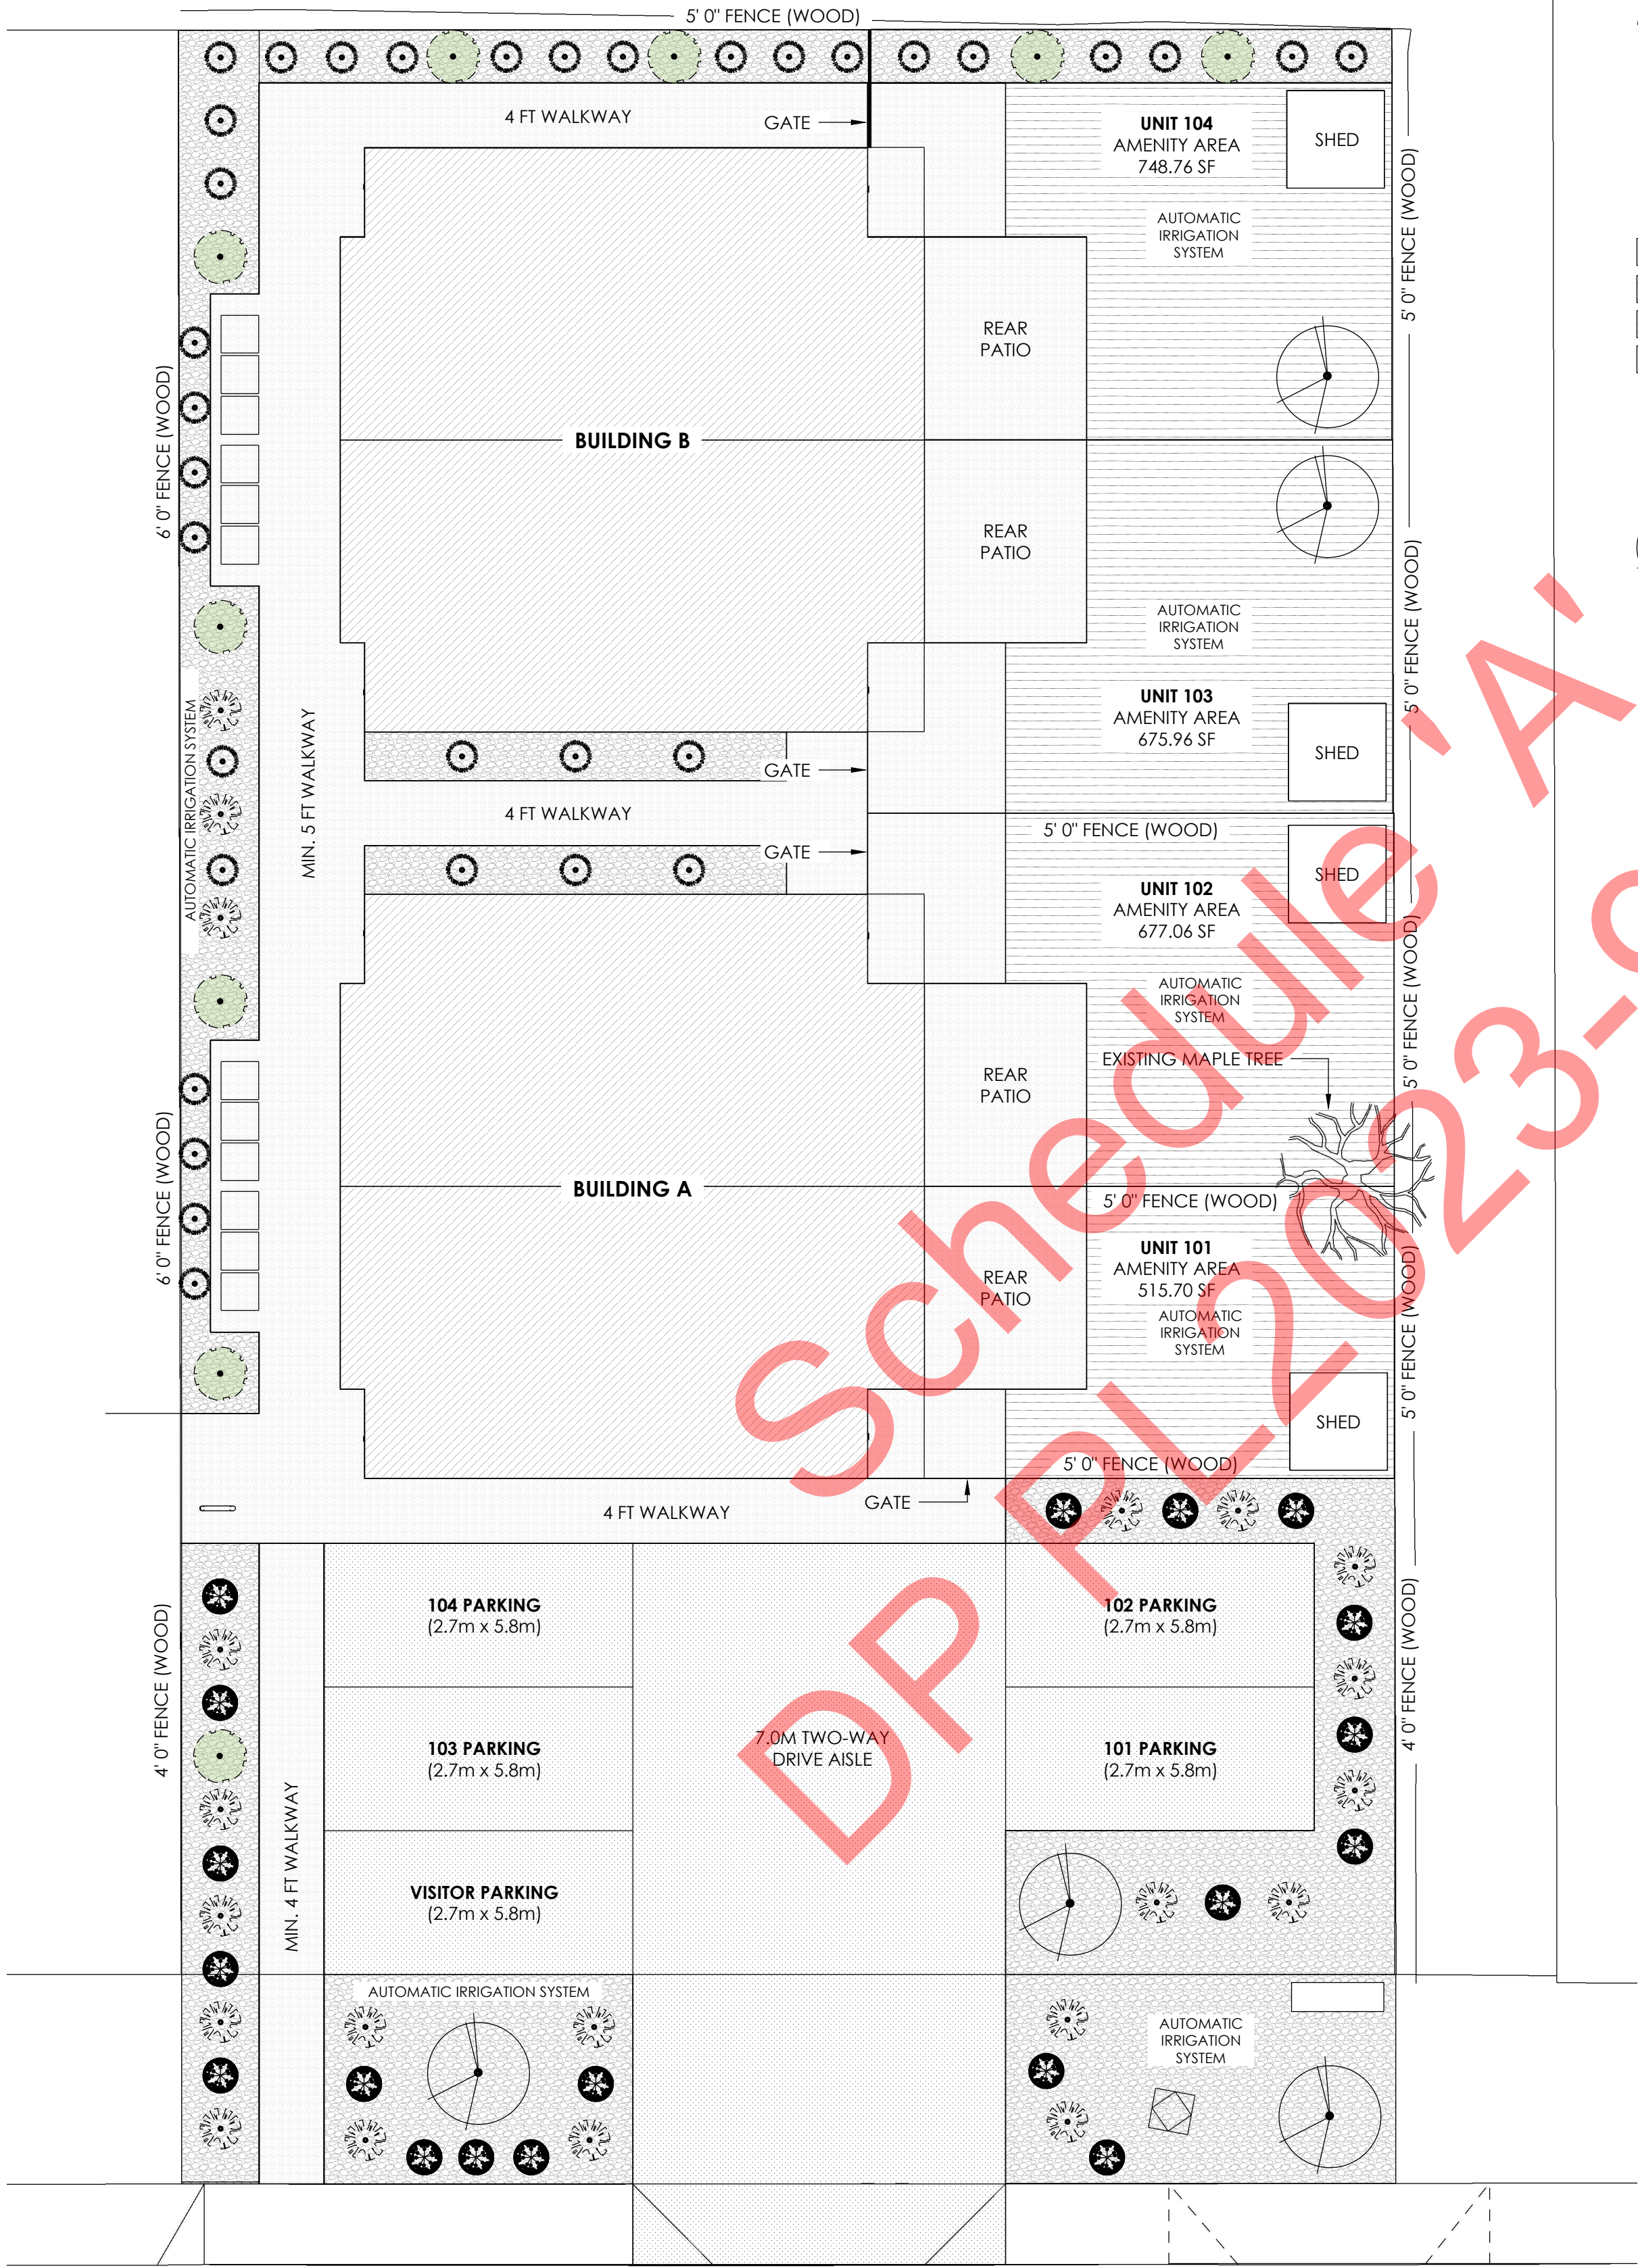 5' 0" FENCE (WOOD)
4 FT WALKWAY
GATE
UNIT 104
AMENITY AREA
748.76 SF
SHED
5' 0" FENCE (WOOD)
AUTOMATIC
IRRIGATION
SYSTEM
REAR
PATIO
6' 0" FENCE (WOOD)
BUILDING B
REAR
PATIO
5' 0" FENCE (WOOD)
AUTOMATIC
IRRIGATION
SYSTEM
AUTOMATIC IRRIGATION SYSTEM
MIN. 5 FT WALKWAY
UNIT 103
AMENITY AREA
675.96 SF
SHED
GATE
4 FT WALKWAY
5' 0" FENCE (WOOD)
GATE
SHED
UNIT 102
AMENITY AREA
677.06 SF
5' 0" FENCE (WOOD)
AUTOMATIC
IRRIGATION
SYSTEM
EXISTING MAPLE TREE
REAR
PATIO
6' 0" FENCE (WOOD)
BUILDING A
5' 0" FENCE (WOOD)
UNIT 101
AMENITY AREA
515.70 SF
REAR
PATIO
5' 0" FENCE (WOOD)
AUTOMATIC
IRRIGATION
SYSTEM
SHED
5' 0" FENCE (WOOD)
GATE
4 FT WALKWAY
104 PARKING
(2.7m x 5.8m)
102 PARKING
(2.7m x 5.8m)
4' 0" FENCE (WOOD)
4' 0" FENCE (WOOD)
103 PARKING
(2.7m x 5.8m)
7.0M TWO-WAY
DRIVE AISLE
101 PARKING
(2.7m x 5.8m)
MIN. 4 FT WALKWAY
VISITOR PARKING
(2.7m x 5.8m)
AUTOMATIC IRRIGATION SYSTEM
AUTOMATIC
IRRIGATION
SYSTEM
Schedule 'A'
DP PL2023-